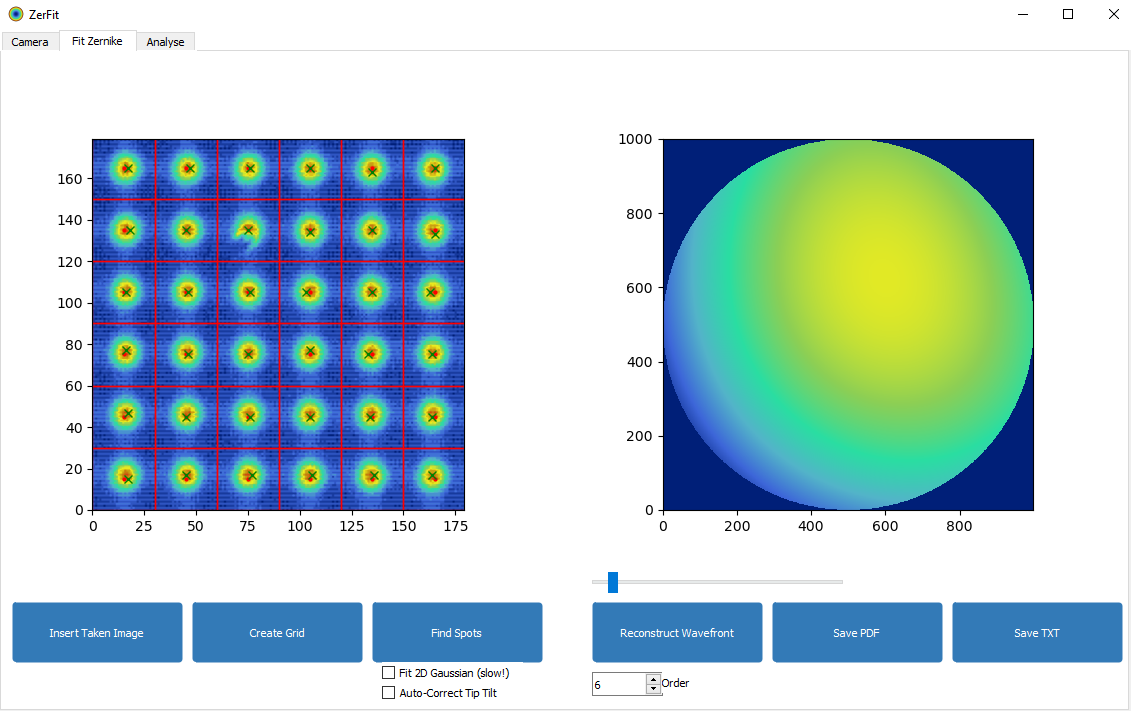 ZerFit
Camera Fit Zernike Analyse
160
140
120
100
80
60
40
20
0
0 25 50 75 100 125 150 175
1000
800
600
400
200
0
0 200 400 600 800
Insert Taken Image Create Grid Find Spots Reconstruct Wavefront Save PDF Save TXT
Fit 2D Gaussian (slow!)
Auto-Correct Tip Tilt
6 Order